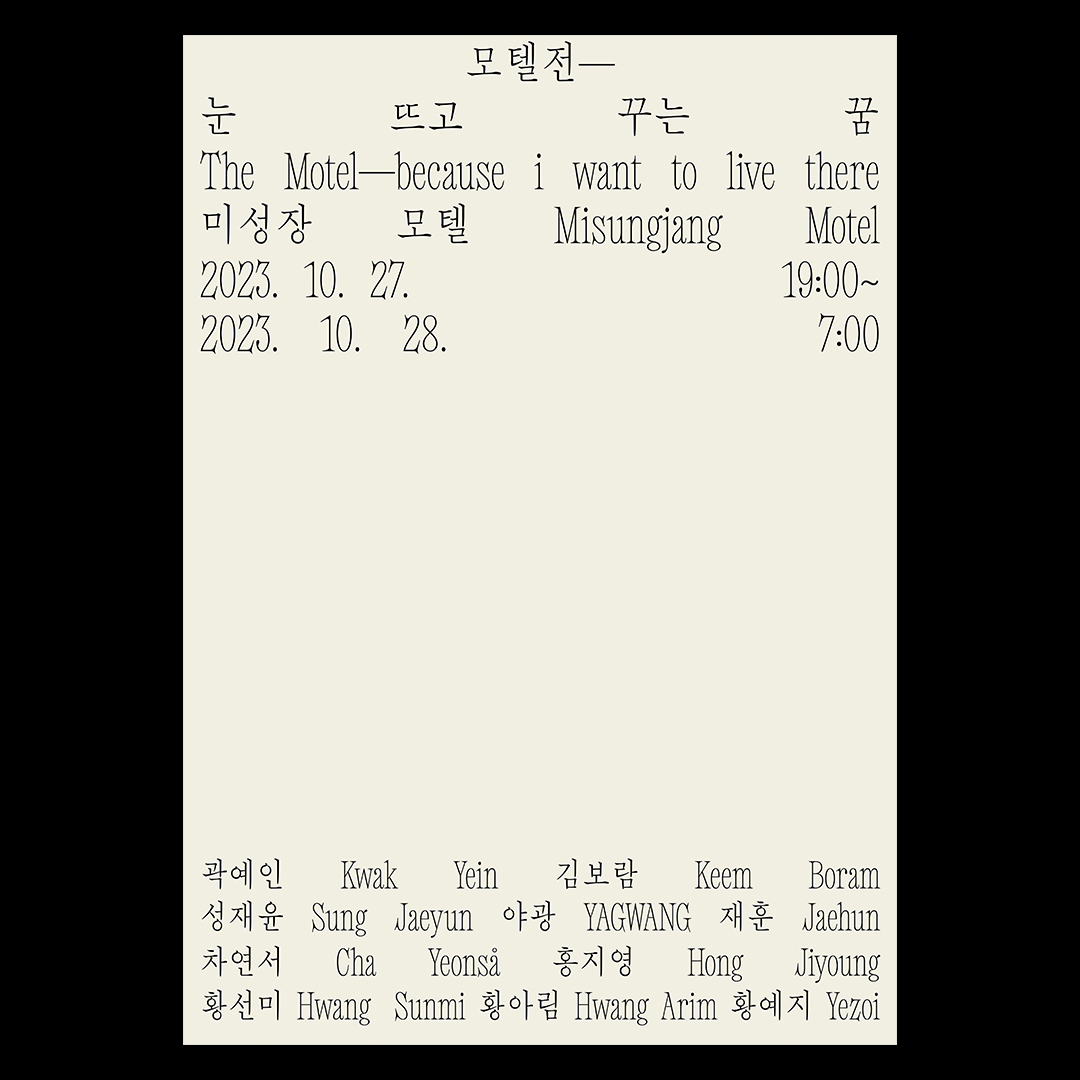 모텔전—
눈 뜨고 꾸는 꿈
The Motel—because i want to live there
미성장 모텔 Misungjang Motel
2023. 10. 27. 19:00~
2023. 10. 28. 7:00
곽예인 Kwak Yein 김보람 Keem Boram
성재윤 Sung Jaeyun 야광 YAGWANG 재훈 Jaehun
차연서 Cha Yeonså 홍지영 Hong Jiyoung
황선미 Hwang Sunmi 황아림 Hwang Arim 황예지 Yezoi